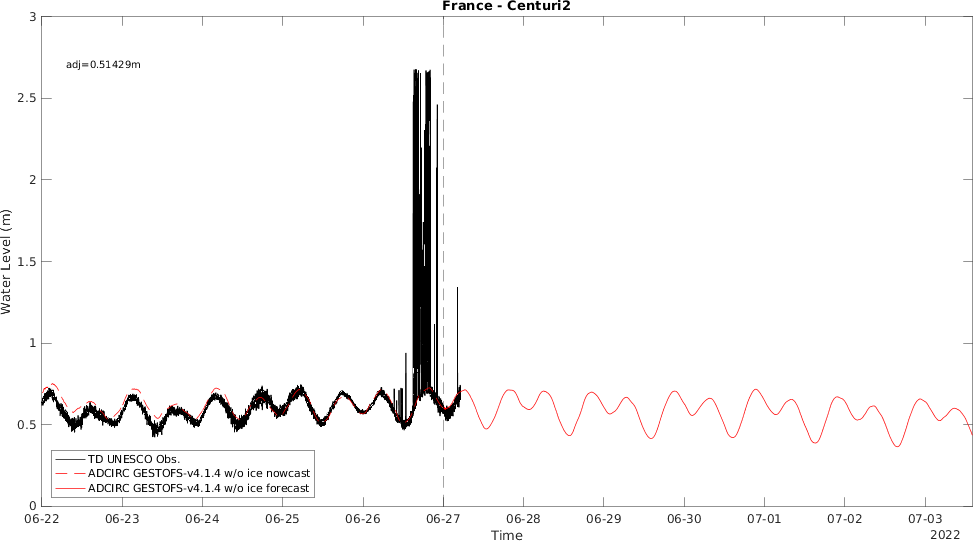 France - Centuri2
adj=0.51429m
3
2.5
2
1.5
1
0.5
0
Water Level (m)
TD UNESCO Obs.
ADCIRC GESTOFS-v4.1.4 w/o ice nowcast
ADCIRC GESTOFS-v4.1.4 w/o ice forecast
06-22 06-23 06-24 06-25 06-26 06-27 06-28 06-29 06-30 07-01 07-02 07-03
Time
2022